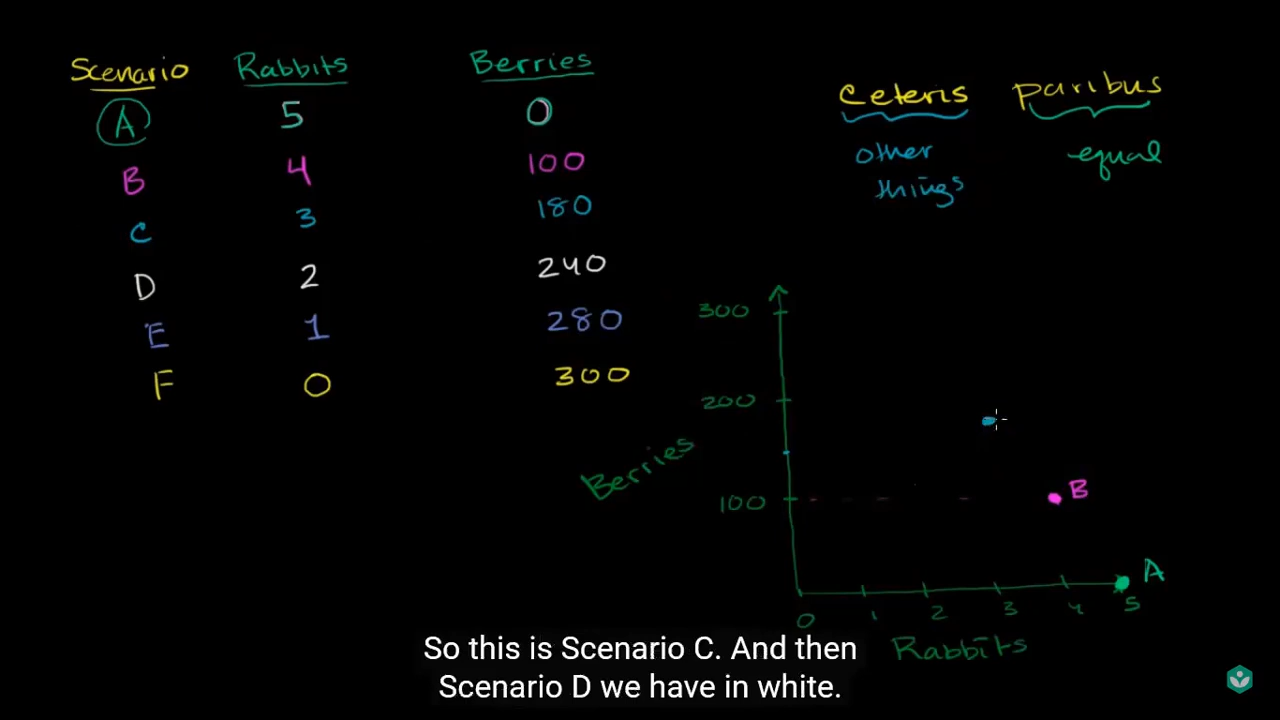 Scenario Rabbits Berries
A 5 0
B 4 100
C 3 180
D 2 240
E 1 280
F 0 300
Ceteris paribus
other equal
things
300
200
Berries
100
B
A
0 1 2 3 4 5
Rabbits
So this is Scenario C. And then
Scenario D we have in white.